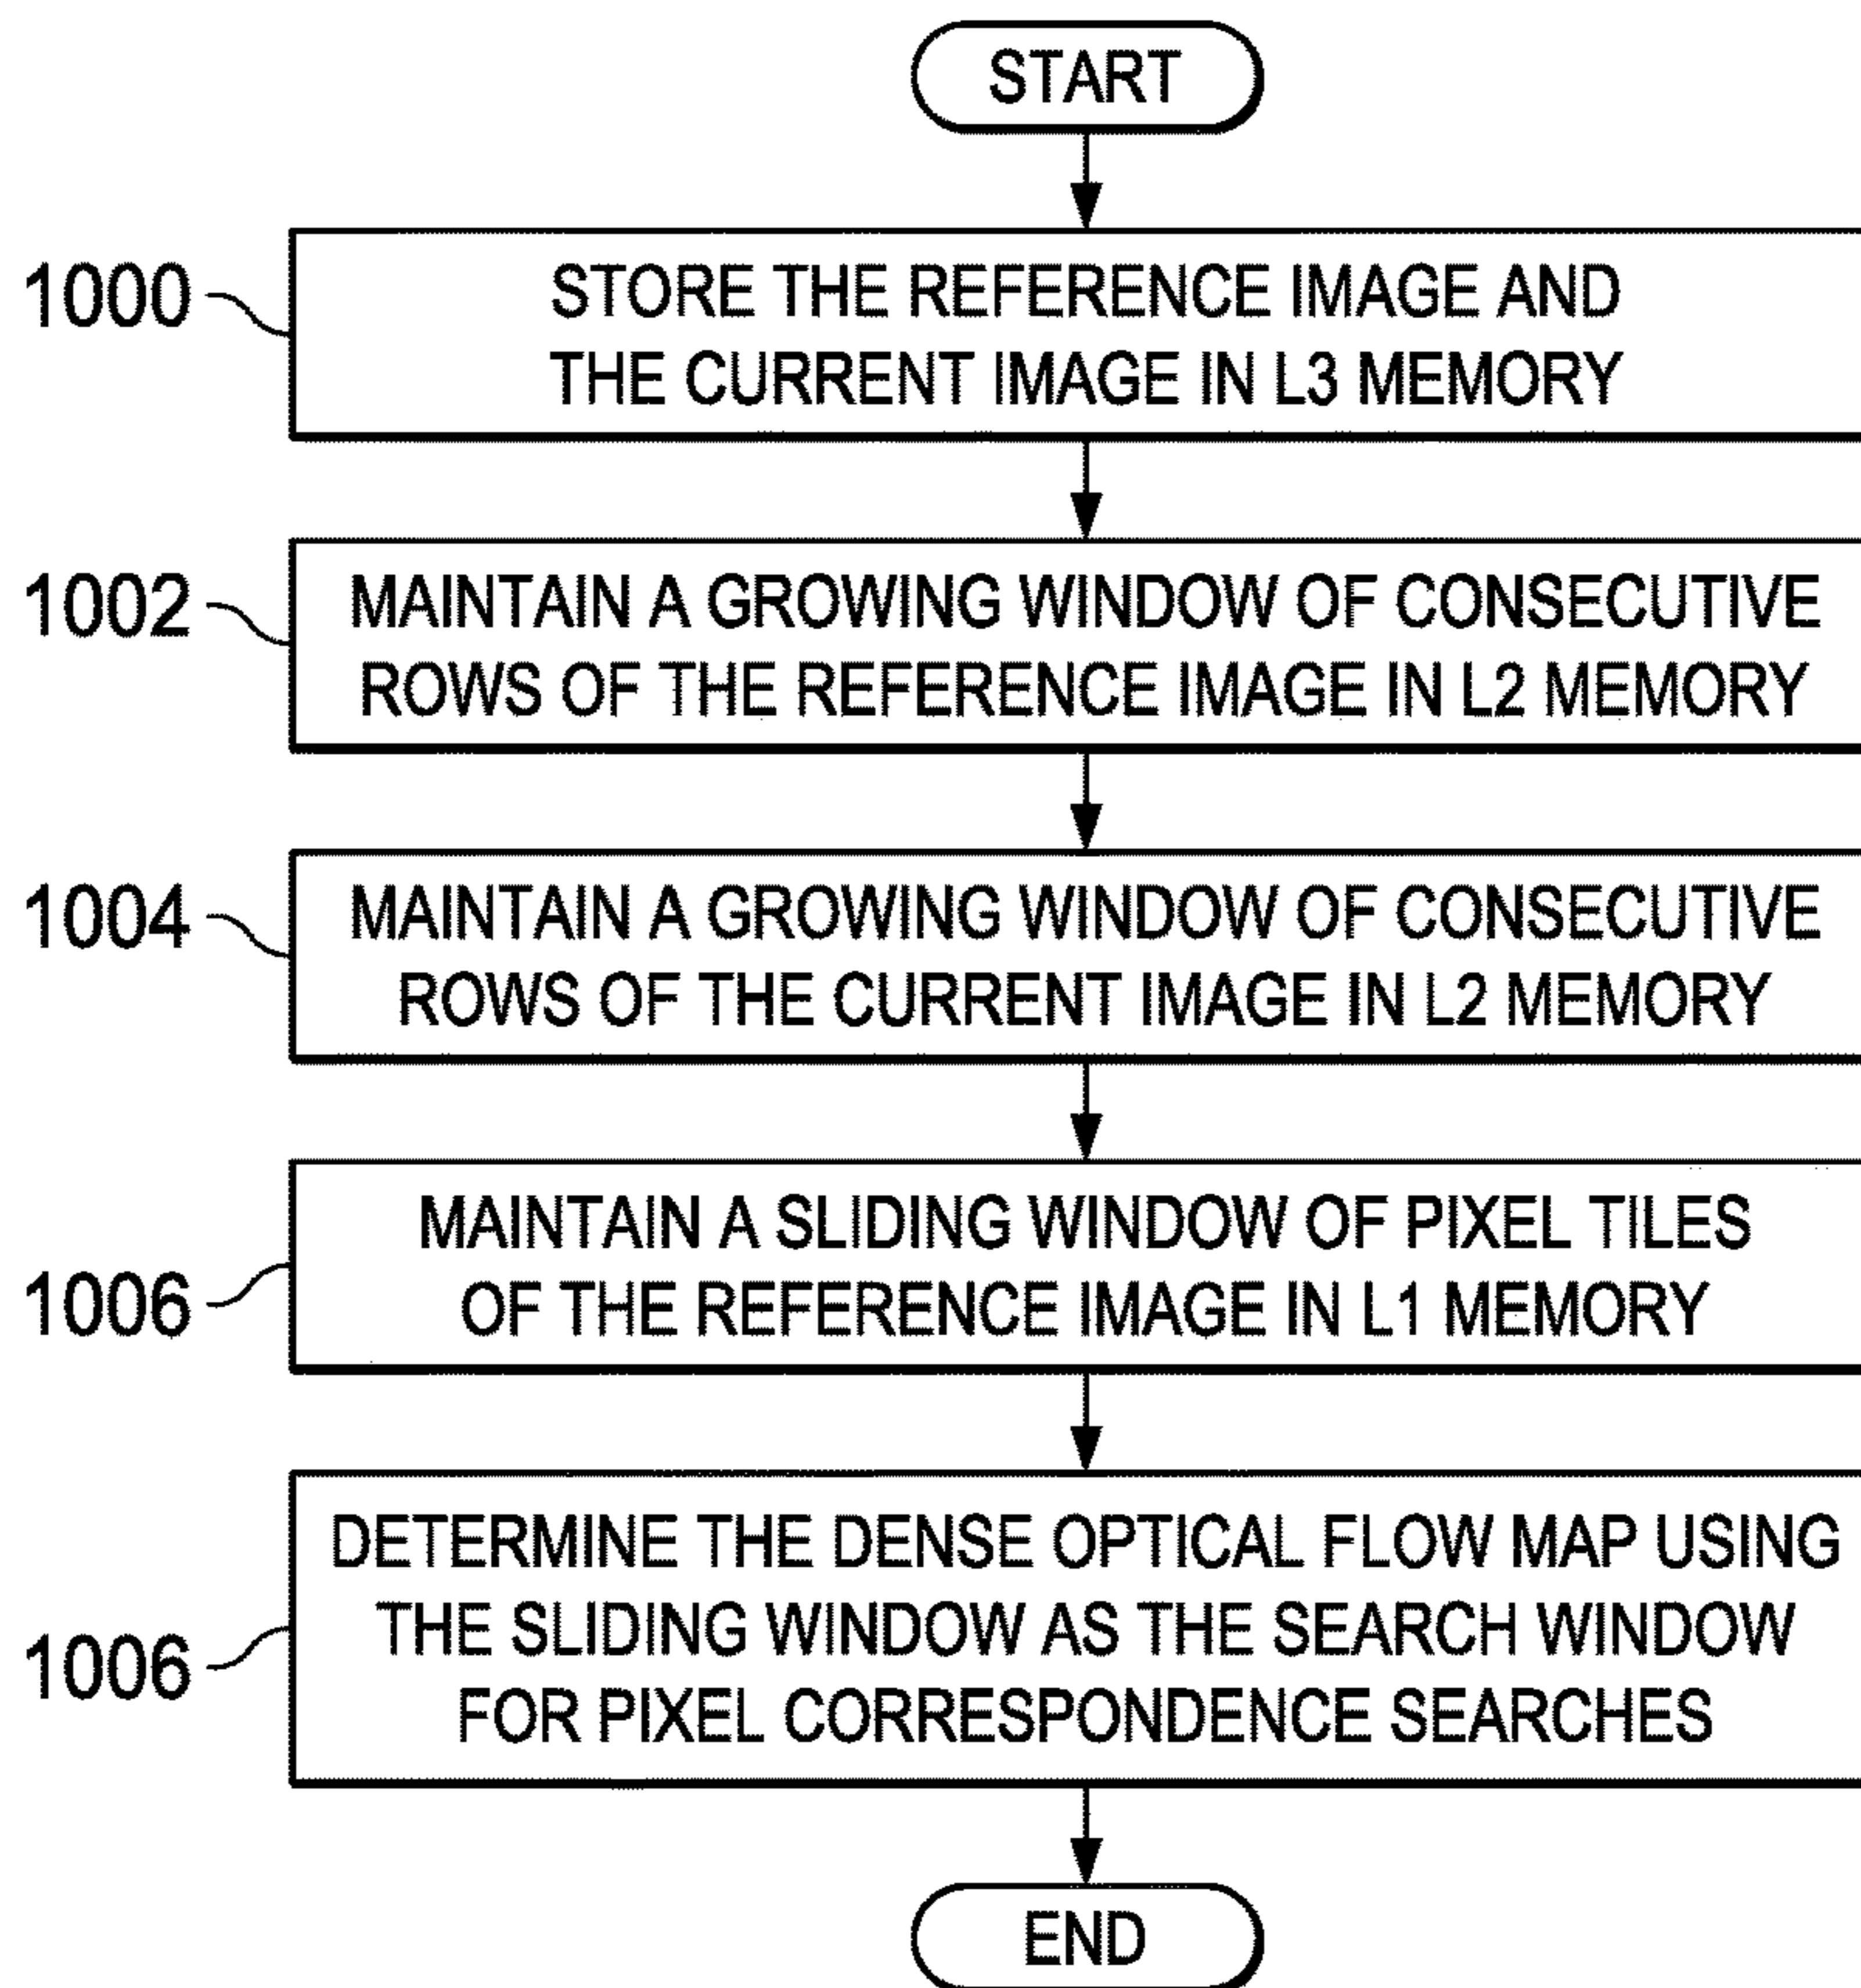 START
1000
STORE THE REFERENCE IMAGE AND
THE CURRENT IMAGE IN L3 MEMORY
1002
MAINTAIN A GROWING WINDOW OF CONSECUTIVE
ROWS OF THE REFERENCE IMAGE IN L2 MEMORY
1004
MAINTAIN A GROWING WINDOW OF CONSECUTIVE
ROWS OF THE CURRENT IMAGE IN L2 MEMORY
1006
MAINTAIN A SLIDING WINDOW OF PIXEL TILES
OF THE REFERENCE IMAGE IN L1 MEMORY
1006
DETERMINE THE DENSE OPTICAL FLOW MAP USING
THE SLIDING WINDOW AS THE SEARCH WINDOW
FOR PIXEL CORRESPONDENCE SEARCHES
END